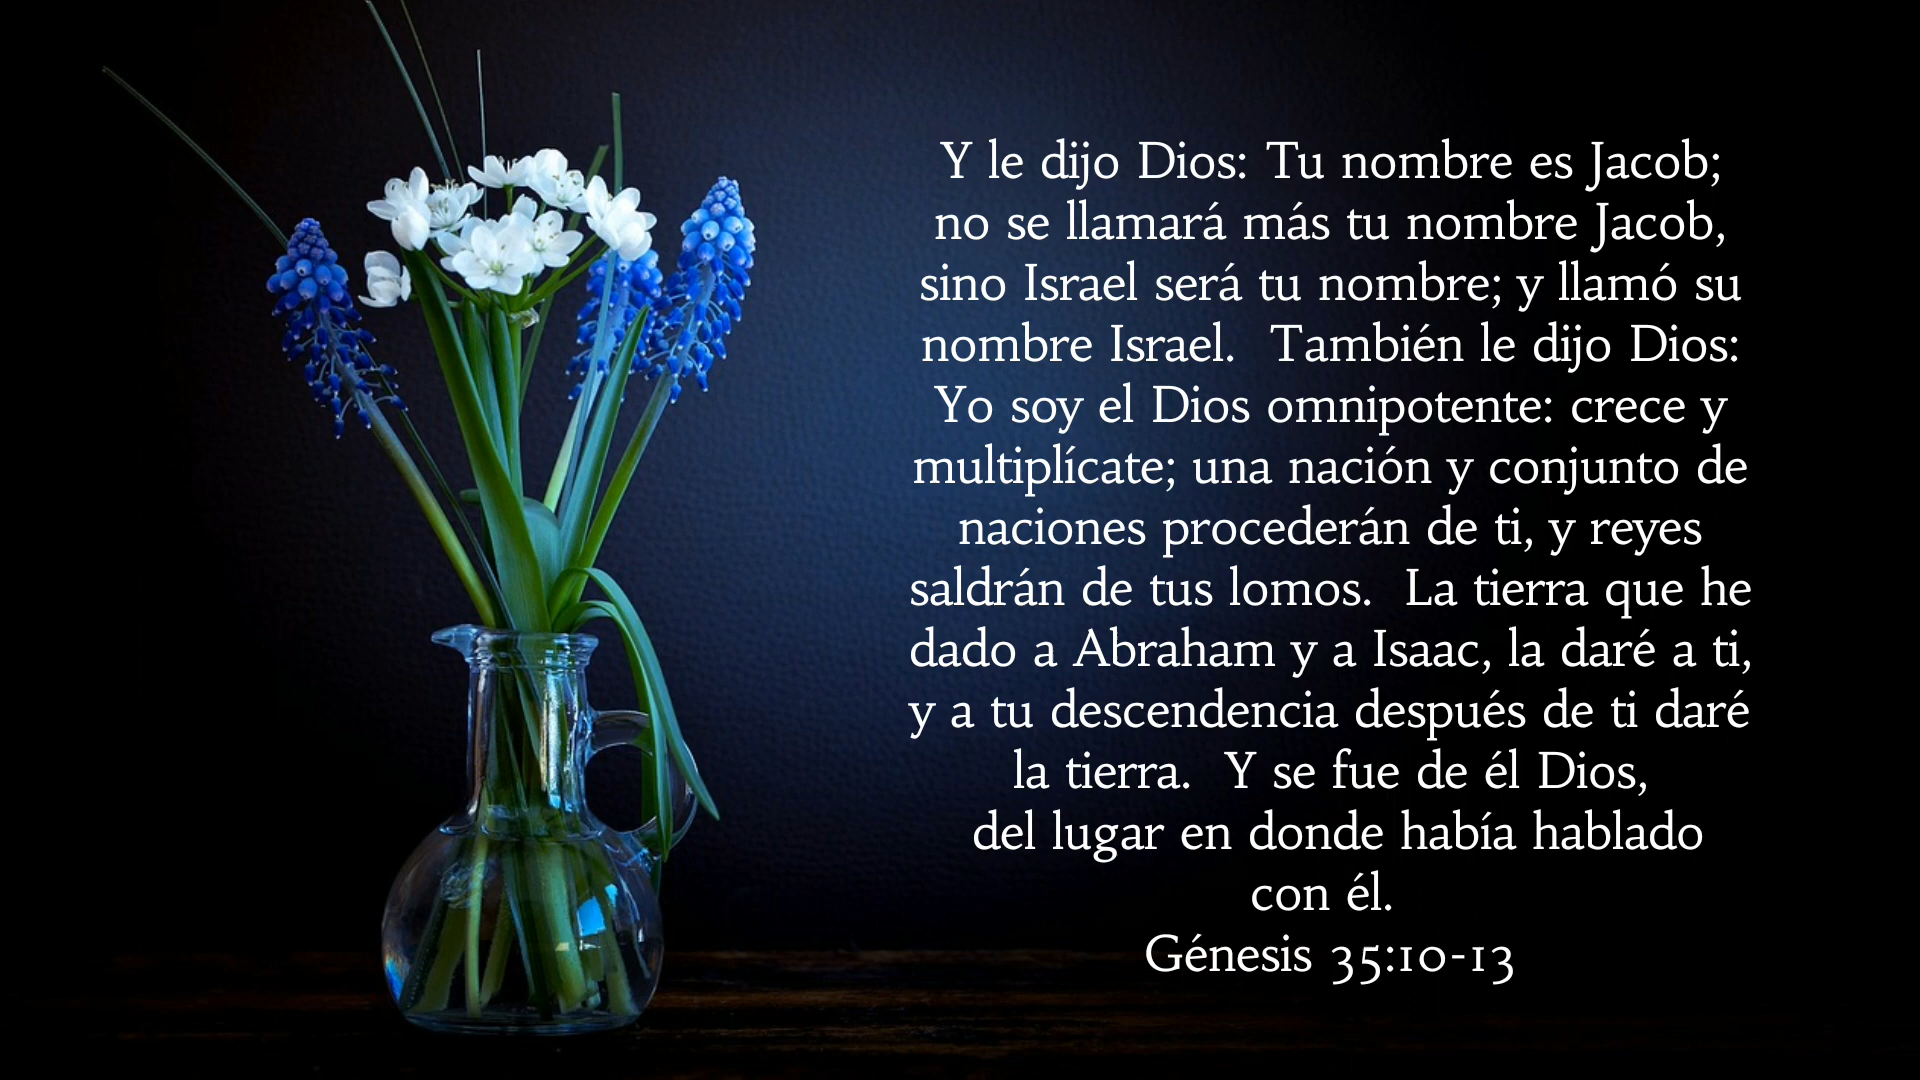 Y le dijo Dios: Tu nombre es Jacob;
no se llamará más tu nombre Jacob,
sino Israel será tu nombre; y llamó su
nombre Israel.  También le dijo Dios:
Yo soy el Dios omnipotente: crece y
multiplícate; una nación y conjunto de
naciones procederán de ti, y reyes
saldrán de tus lomos.  La tierra que he
dado a Abraham y a Isaac, la daré a ti,
y a tu descendencia después de ti daré
la tierra.  Y se fue de él Dios,
del lugar en donde había hablado
con él.
Génesis 35:10-13